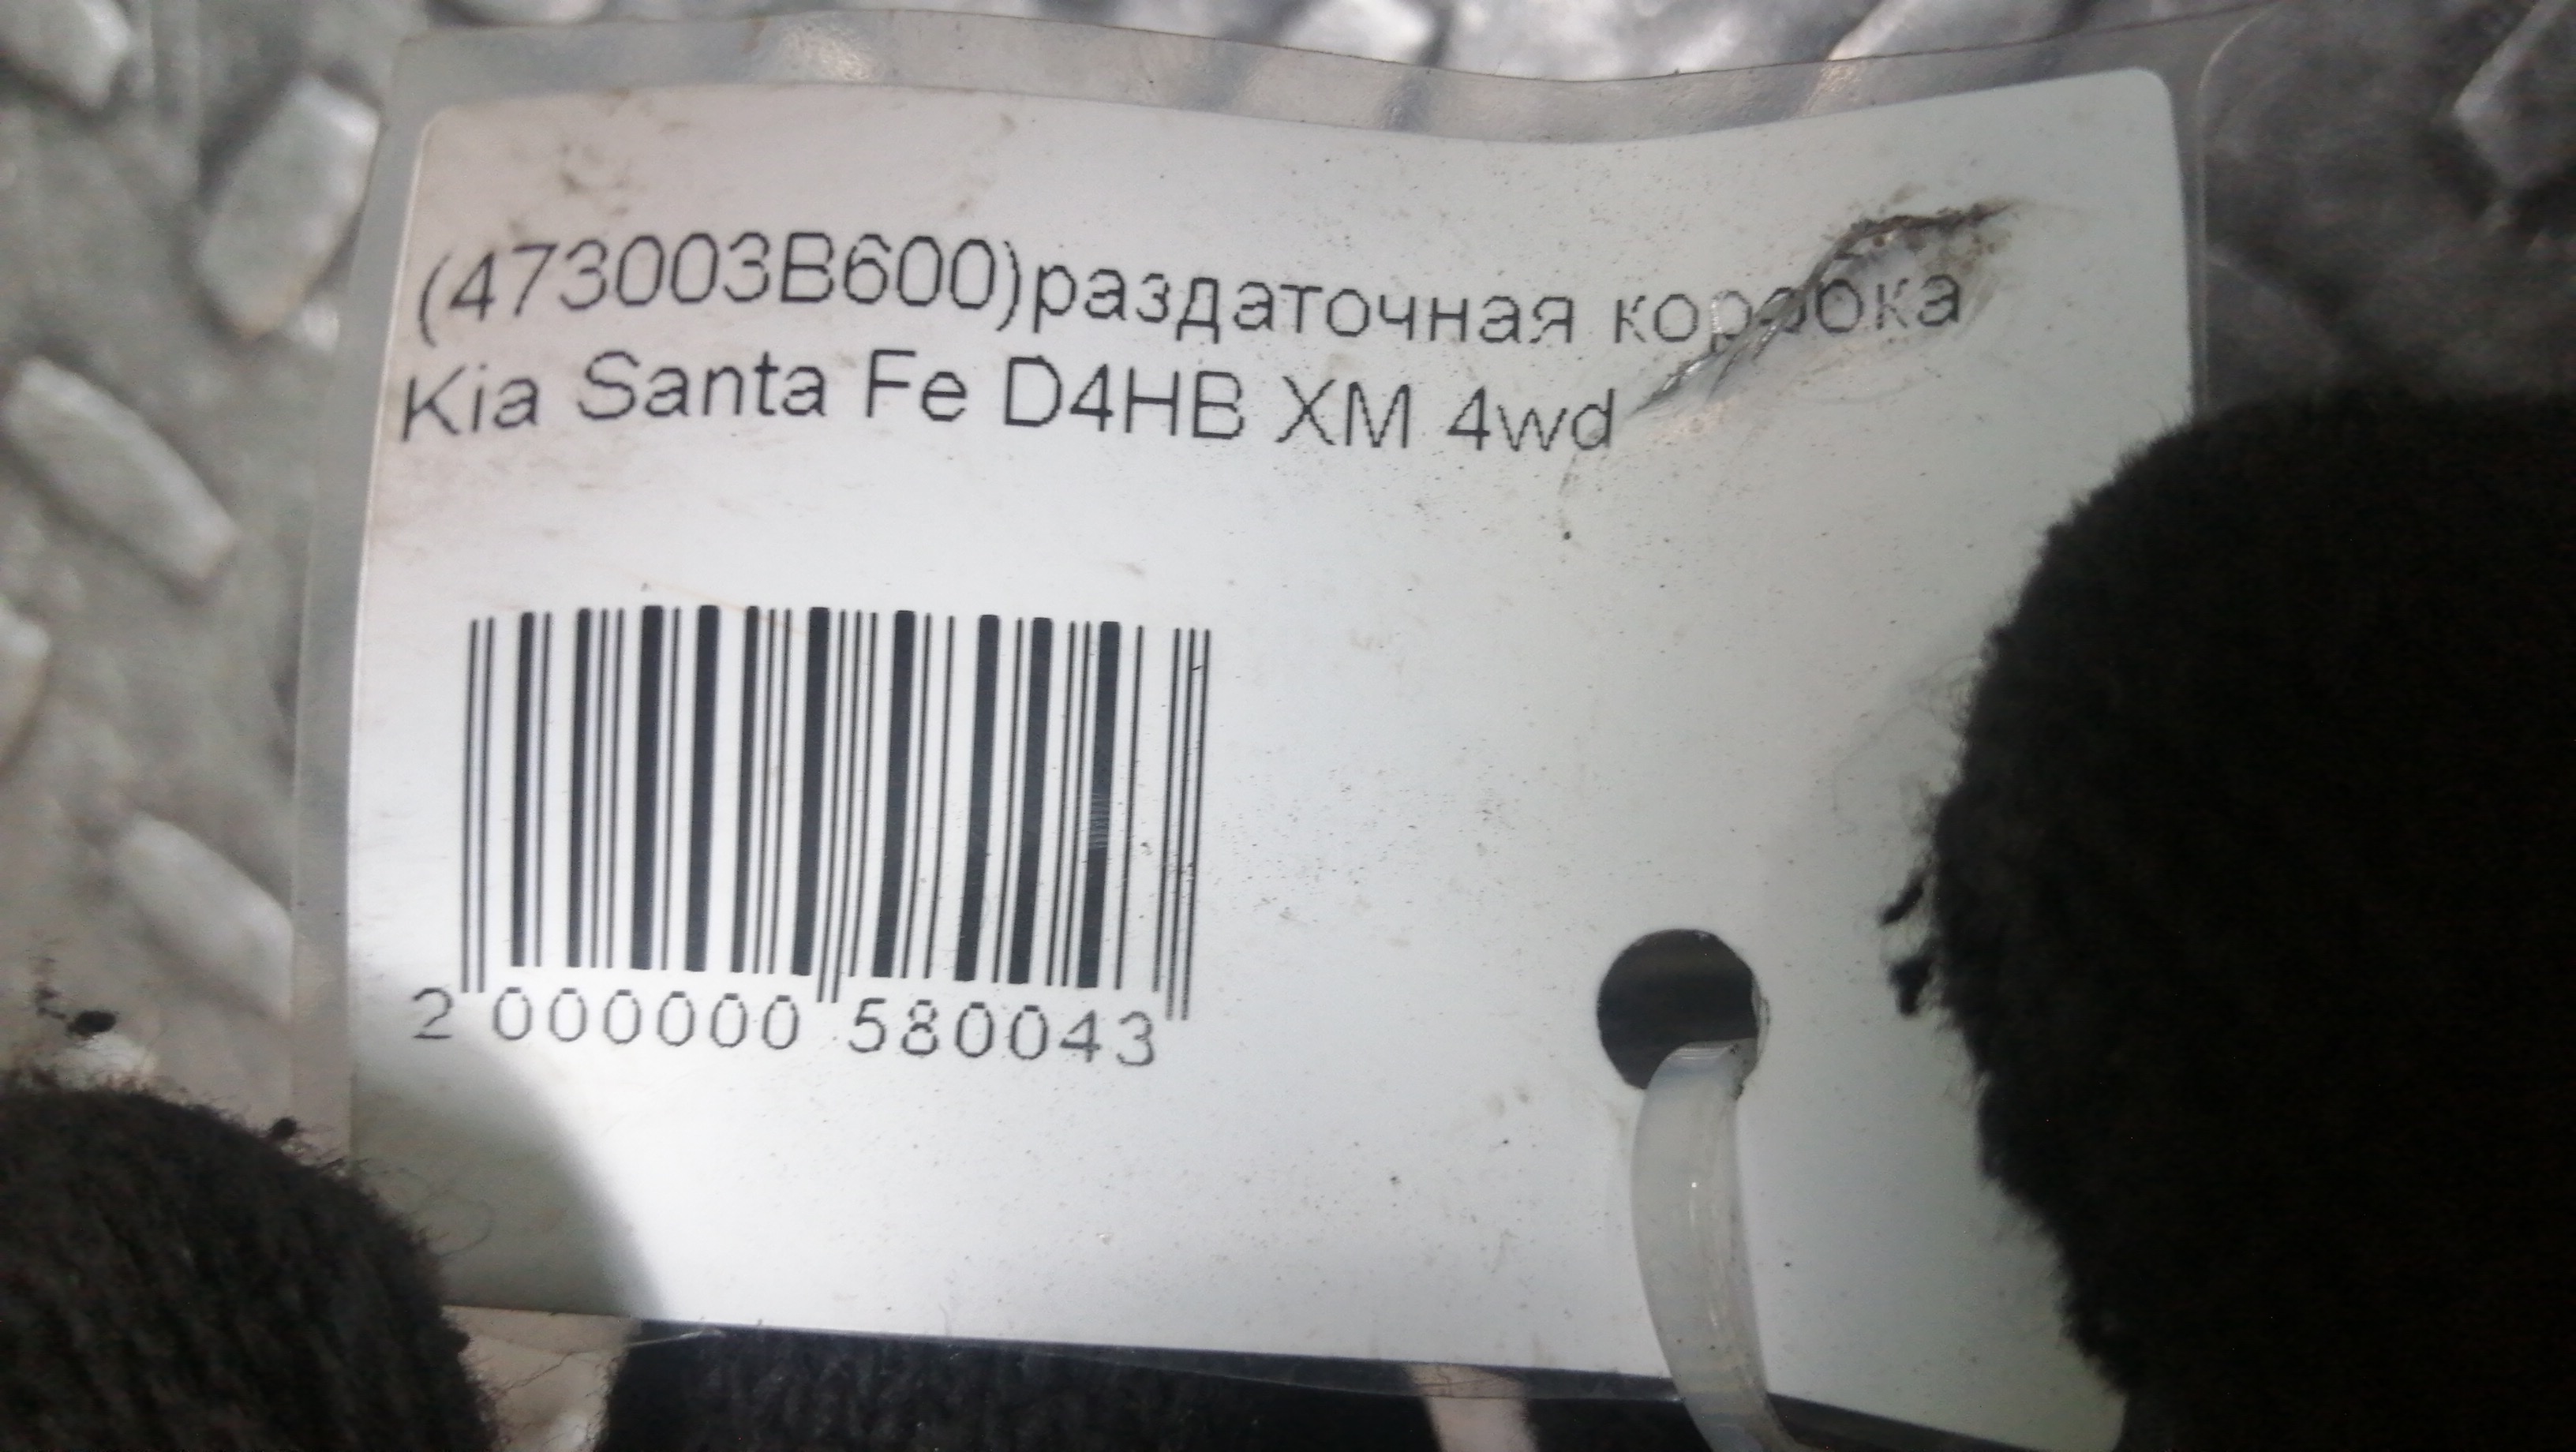 (473003B600)раздаточная коробка
Kia Santa Fe D4HB XM 4wd
2 000000 580043